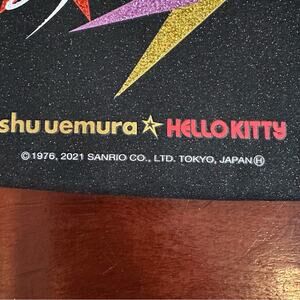 shu uemura ☆ HELLO KITTY
©1976, 2021 SANRIO CO., LTD. TOKYO, JAPAN Ⓗ